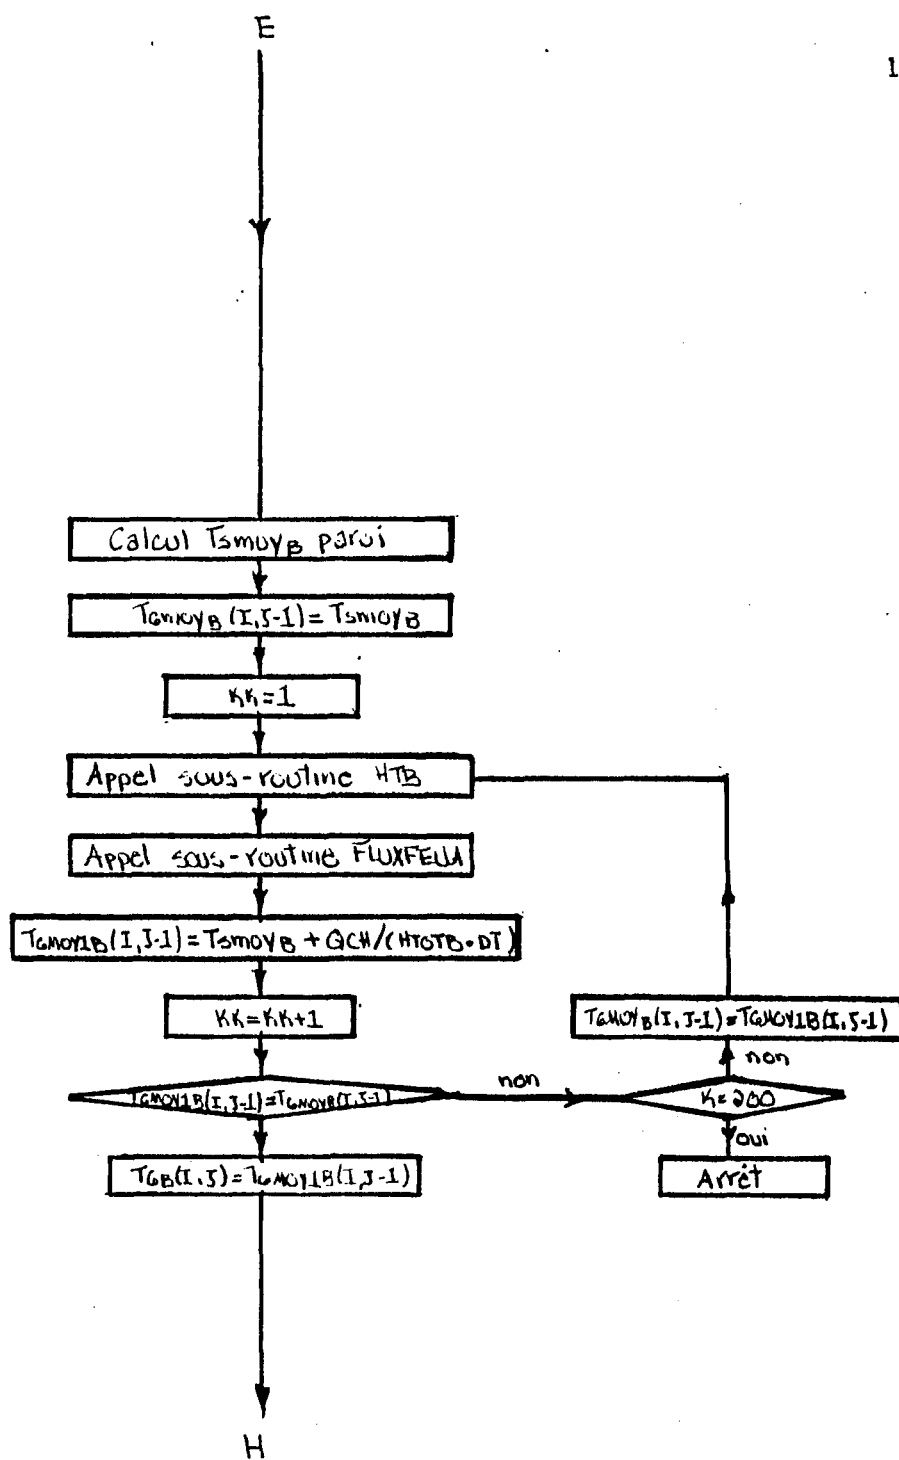 E
1
Calcul TsmoyB paroi
TGmoyB(I,J-1)=TsmoyB
KK=1
Appel sous-routine HTB
Appel sous-routine FLUXFELLA
TGMOY1B(I,J-1)=TsmoyB+QCH/(HTOTB•DT)
KK=KK+1
TGMOYB(I,J-1)=TGMOY1B(I,J-1)
non
non
TGMOY1B(I,J-1)=TGMOYB(I,J-1)
K=200
oui
TGB(I,J)=TGMOY1B(I,J-1)
Arrêt
H